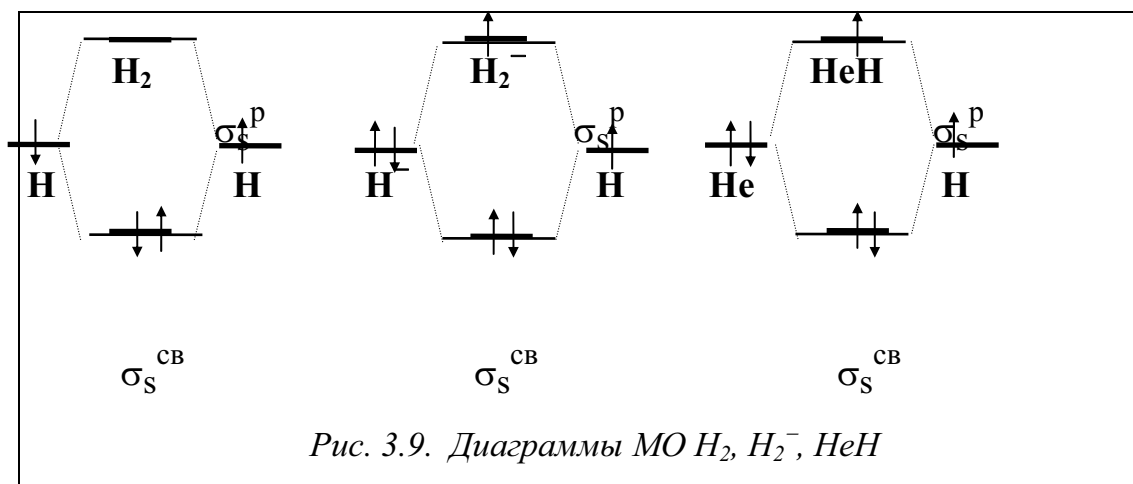 H₂ H₂⁻ HeH
σₛᵖ σₛᵖ σₛᵖ
H H H⁻ H He H
σₛᶜᴮ σₛᶜᴮ σₛᶜᴮ
Рис. 3.9. Диаграммы МО H₂, H₂⁻, HeH